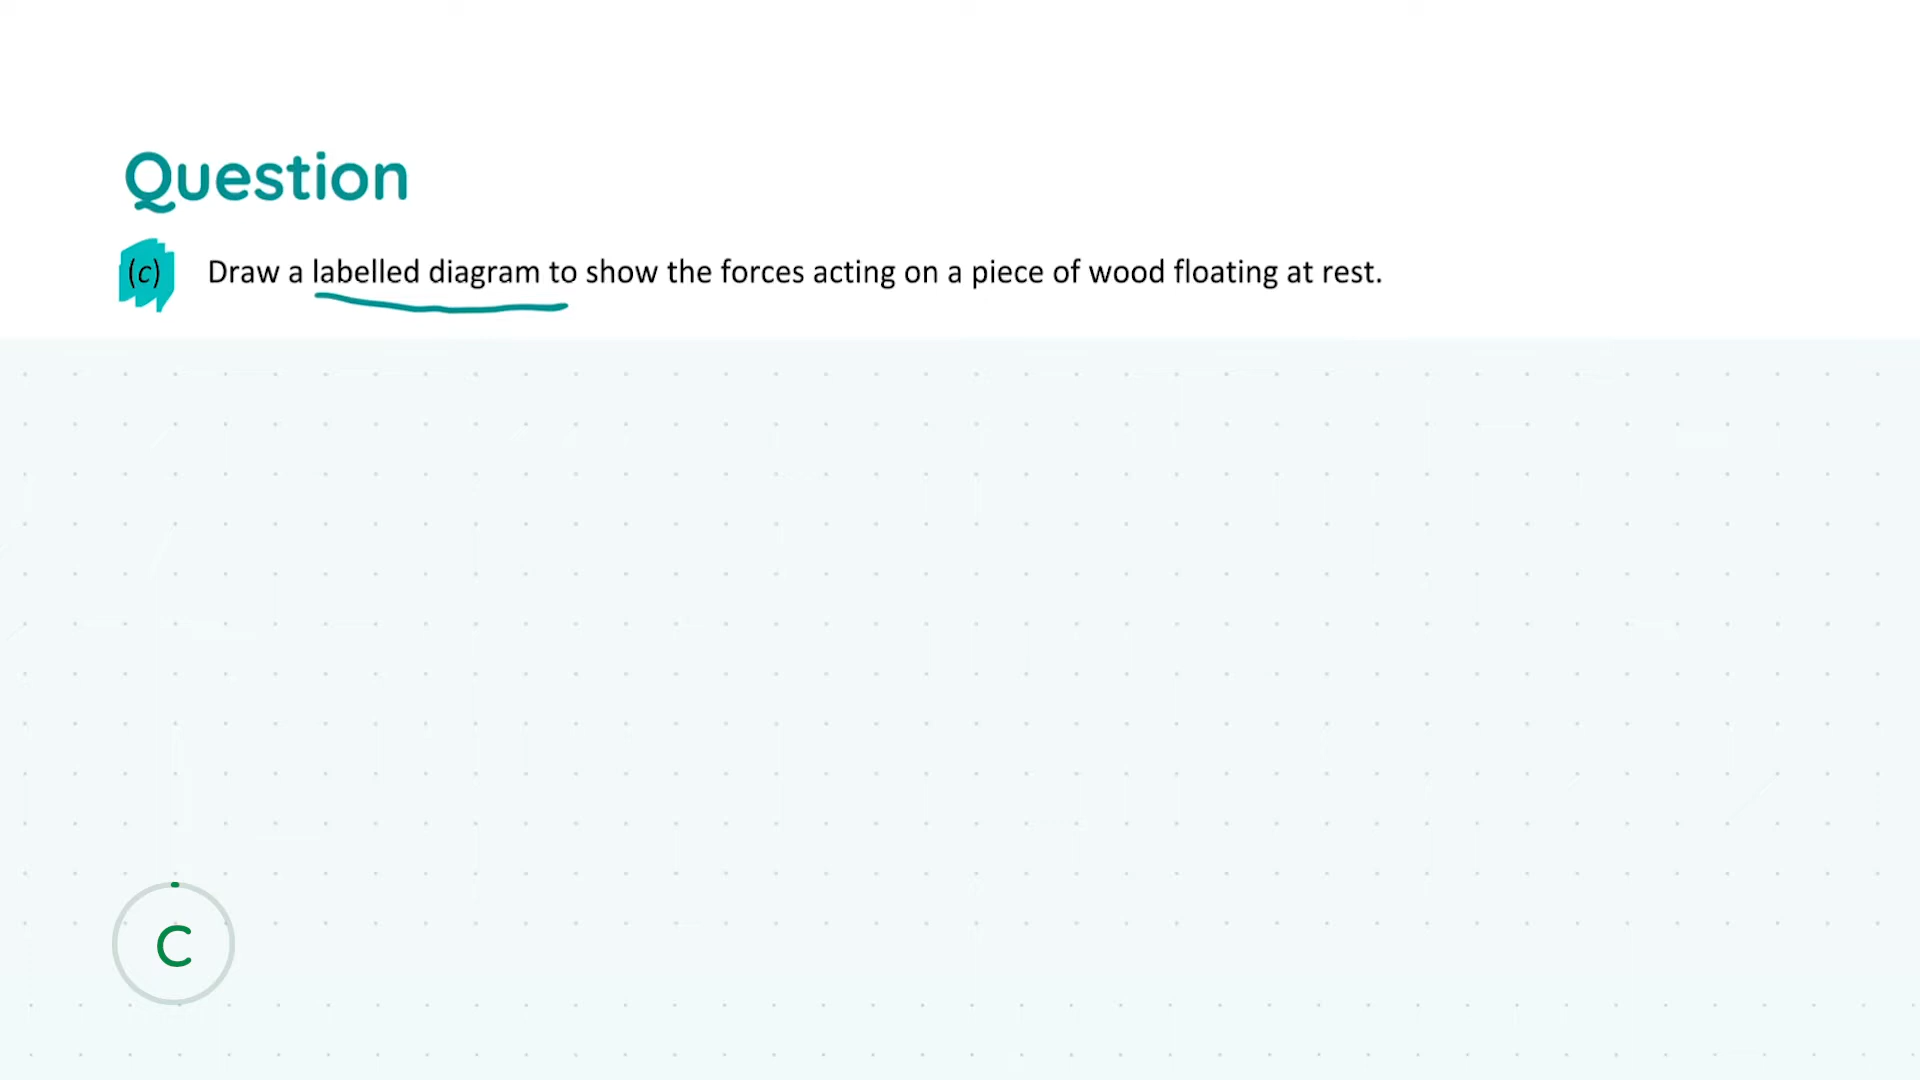 Question
(c) Draw a labelled diagram to show the forces acting on a piece of wood floating at rest.
C